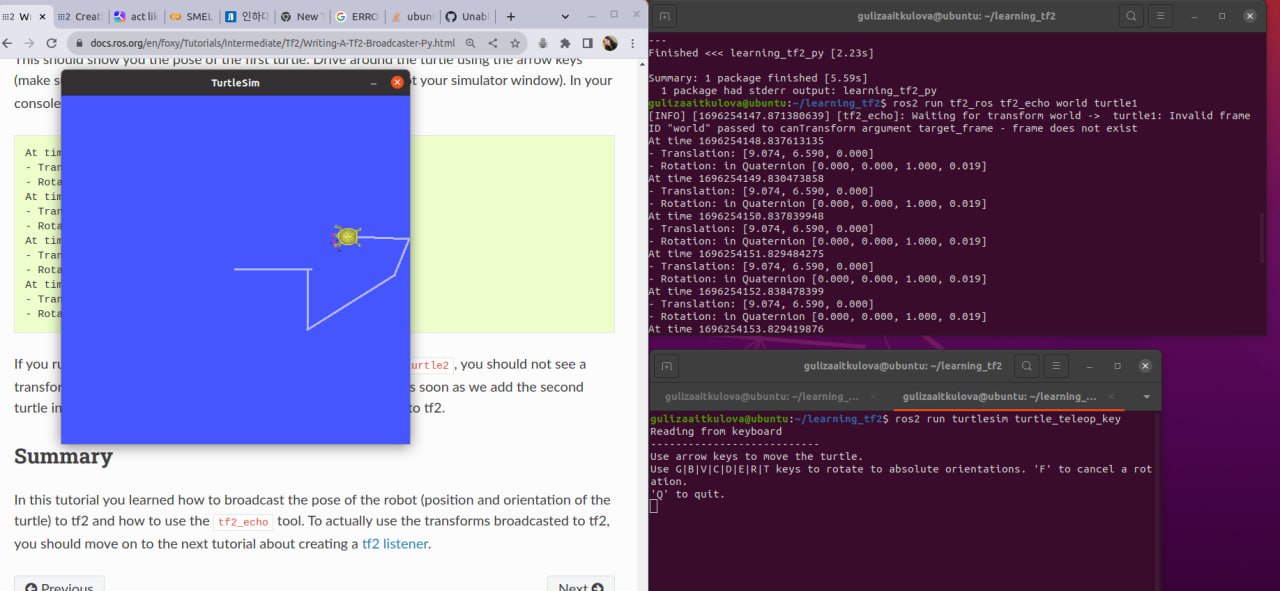 W
Creati
act lik
SMEL
인하대
New T
ERRO
ubunt
Unabl
docs.ros.org/en/foxy/Tutorials/Intermediate/Tf2/Writing-A-Tf2-Broadcaster-Py.html
This should show you the pose of the first turtle. Drive around the turtle using the arrow keys
(make s
t your simulator window). In your
console
TurtleSim
At tim
- Tran
- Rota
At tim
- Tran
- Rota
At tim
- Tran
- Rota
At tim
- Tran
- Rota
If you ru
urtle2 , you should not see a
transfor
s soon as we add the second
turtle in
to tf2.
Summary
In this tutorial you learned how to broadcast the pose of the robot (position and orientation of the
turtle) to tf2 and how to use the tf2_echo tool. To actually use the transforms broadcasted to tf2,
you should move on to the next tutorial about creating a tf2 listener.
Previous
Next
gulizaaitkulova@ubuntu: ~/learning_tf2
---
Finished <<< learning_tf2_py [2.23s]
Summary: 1 package finished [5.59s]
1 package had stderr output: learning_tf2_py
gulizaaitkulova@ubuntu:~/learning_tf2$ ros2 run tf2_ros tf2_echo world turtle1
[INFO] [1696254147.871380639] [tf2_echo]: Waiting for transform world -> turtle1: Invalid frame
ID "world" passed to canTransform argument target_frame - frame does not exist
At time 1696254148.837613135
- Translation: [9.074, 6.590, 0.000]
- Rotation: in Quaternion [0.000, 0.000, 1.000, 0.019]
At time 1696254149.830473858
- Translation: [9.074, 6.590, 0.000]
- Rotation: in Quaternion [0.000, 0.000, 1.000, 0.019]
At time 1696254150.837839948
- Translation: [9.074, 6.590, 0.000]
- Rotation: in Quaternion [0.000, 0.000, 1.000, 0.019]
At time 1696254151.829484275
- Translation: [9.074, 6.590, 0.000]
- Rotation: in Quaternion [0.000, 0.000, 1.000, 0.019]
At time 1696254152.838478399
- Translation: [9.074, 6.590, 0.000]
- Rotation: in Quaternion [0.000, 0.000, 1.000, 0.019]
At time 1696254153.829419876
gulizaaitkulova@ubuntu: ~/learning_tf2
gulizaaitkulova@ubuntu: ~/learning_...
gulizaaitkulova@ubuntu: ~/learning_...
gulizaaitkulova@ubuntu:~/learning_tf2$ ros2 run turtlesim turtle_teleop_key
Reading from keyboard
---------------------------
Use arrow keys to move the turtle.
Use G|B|V|C|D|E|R|T keys to rotate to absolute orientations. 'F' to cancel a rot
ation.
'Q' to quit.